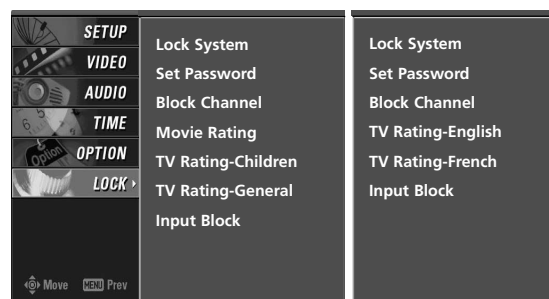 SETUP
VIDEO
AUDIO
TIME
OPTION
LOCK
Move MENU Prev
Lock System
Set Password
Block Channel
Movie Rating
TV Rating-Children
TV Rating-General
Input Block
Lock System
Set Password
Block Channel
TV Rating-English
TV Rating-French
Input Block